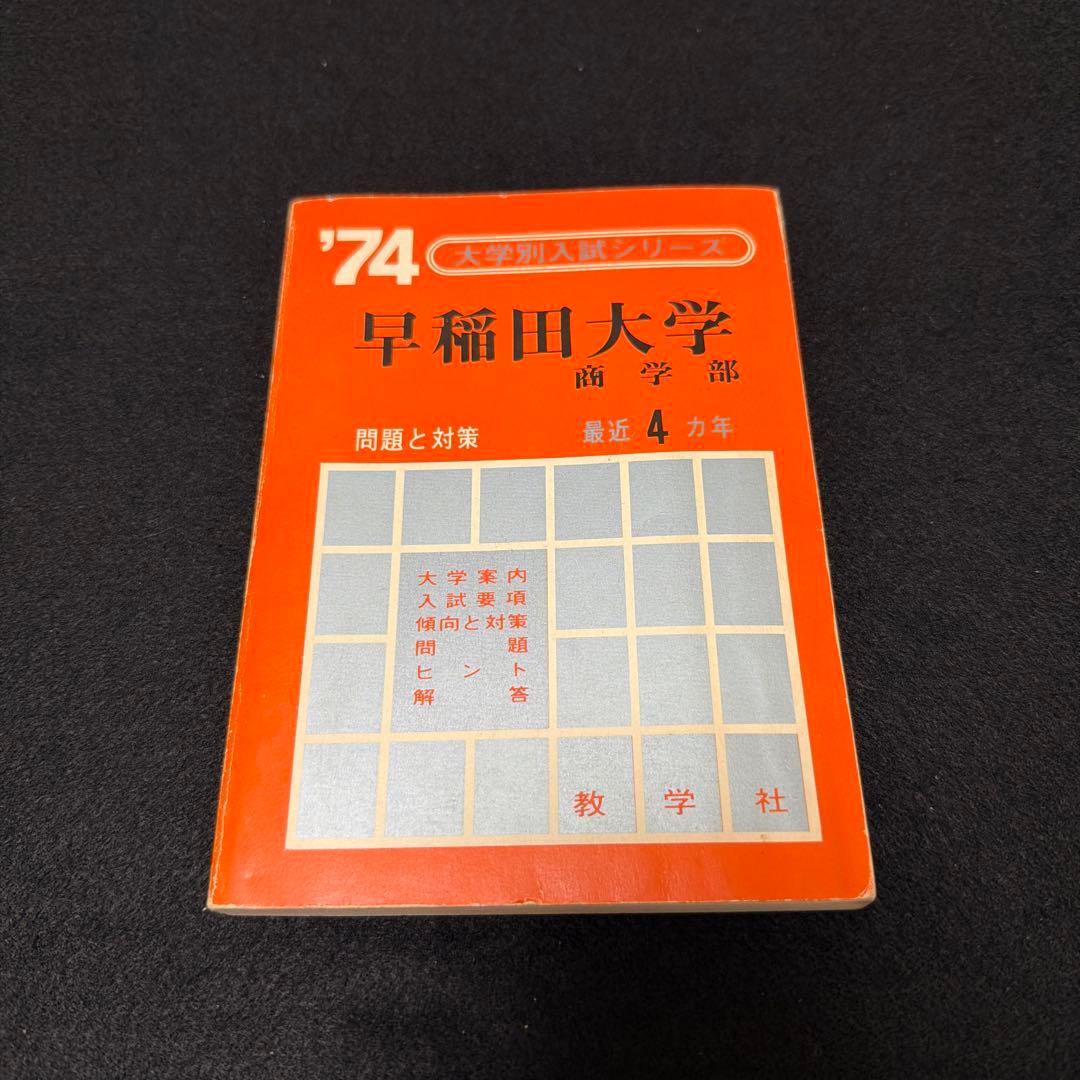 '74 大学別入試シリーズ
早稲田大学
商学部
問題と対策 最近4カ年
大学案内
入試要項
傾向と対策
問題
ヒント
解答
教学社